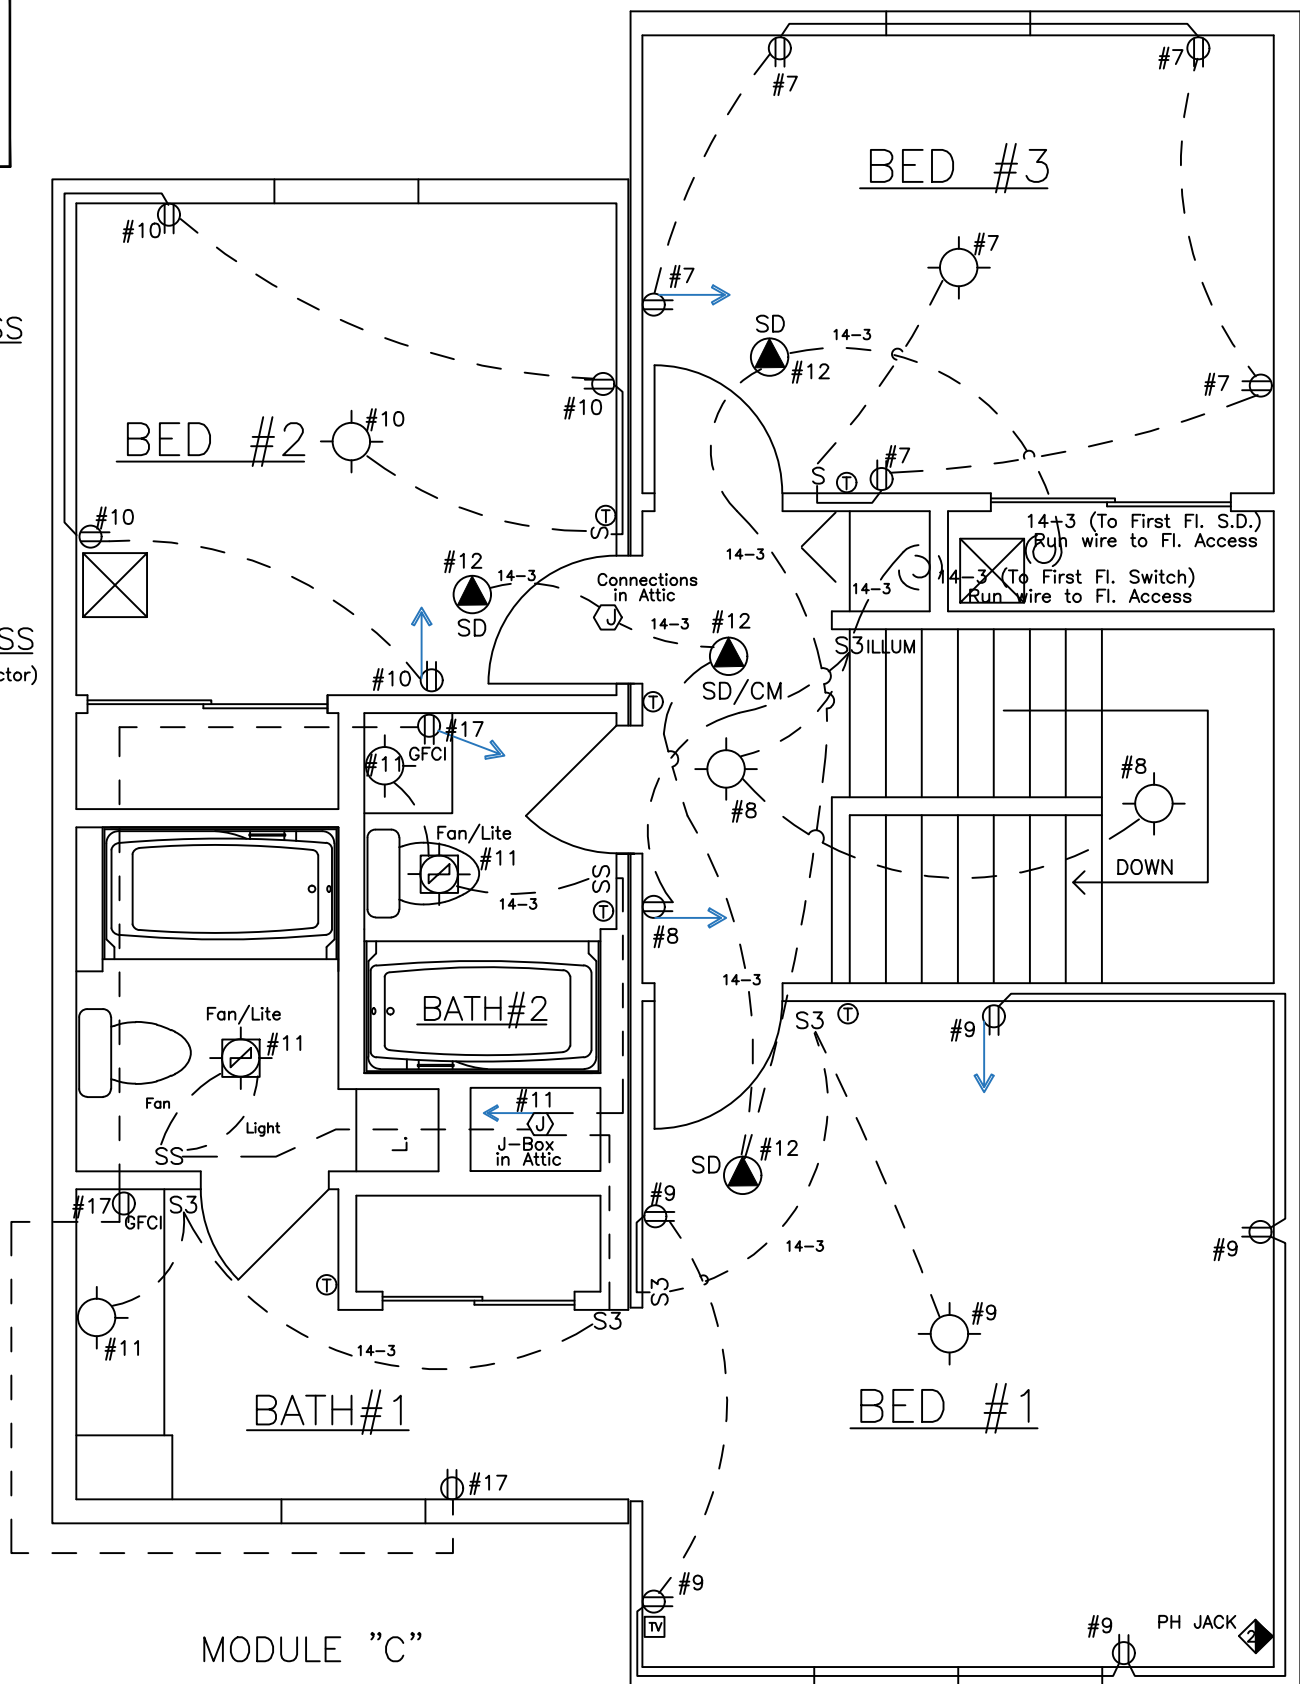 #7
#7
BED #3
#10
#7
#7
SS
SD
14-3
#12
#7
#10
#10
BED #2
#7
S
T
#10
T
S
14-3 (To First Fl. S.D.)
Run wire to Fl. Access
14-3
#12
14-3
Connections
in Attic
14-3
14-3 (To First Fl. Switch)
Run wire to Fl. Access
J
14-3
#12
SD
SS
S3ILLUM
ctor)
#10
SD/CM
T
#17
GFCI
#11
#8
#8
Fan/Lite
#11
DOWN
SS
14-3
T
#8
14-3
BATH#2
Fan/Lite
#11
S3
T
#9
Fan
#11
Light
J
J-Box
in Attic
SS
#12
SD
#17
GFCI
S3
#9
#9
14-3
T
S3
#9
S3
#11
14-3
BATH#1
BED #1
#17
#9
TV
#9
PH JACK
2
MODULE "C"